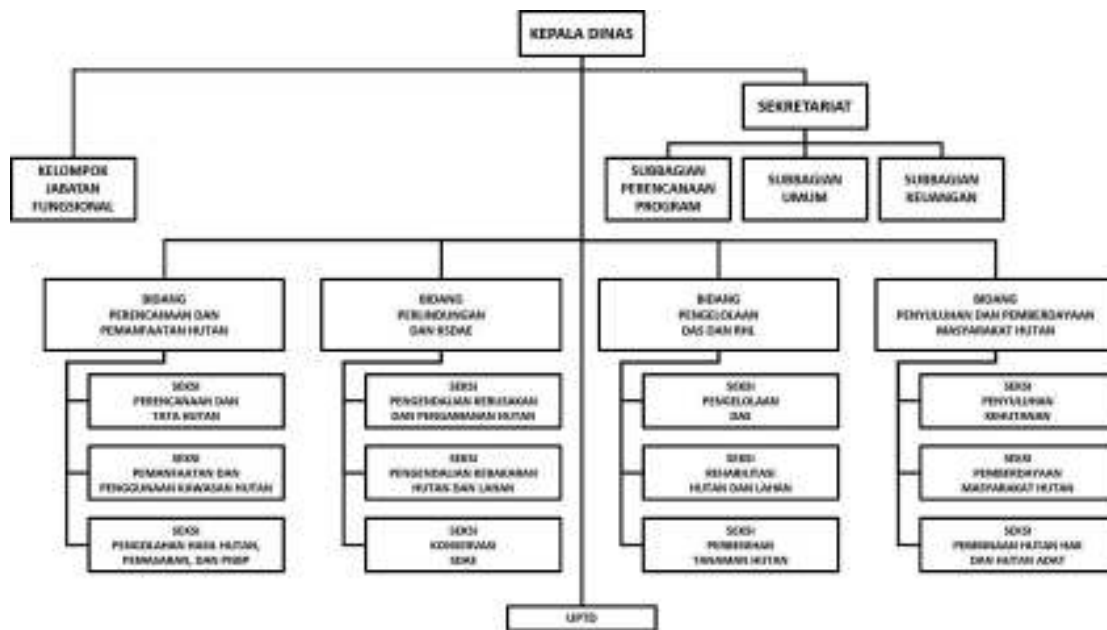 KEPALA DINAS
SEKRETARIAT
KELOMPOK
JABATAN
FUNGSIONAL
SUBBAGIAN
PERENCANAAN
PROGRAM
SUBBAGIAN
UMUM
SUBBAGIAN
KEUANGAN
BIDANG
PERENCANAAN DAN
PEMANFAATAN HUTAN
BIDANG
PERLINDUNGAN
DAN KSDAE
BIDANG
PENGELOLAAN
DAS DAN RHL
BIDANG
PENYULUHAN DAN PEMBERDAYAAN
MASYARAKAT HUTAN
SEKSI
PERENCANAAN DAN
TATA HUTAN
SEKSI
PEMANFAATAN DAN
PENGGUNAAN KAWASAN HUTAN
SEKSI
PENGOLAHAN HASIL HUTAN,
PEMASARAN, DAN PNBP
SEKSI
PENGENDALIAN KERUSAKAN
DAN PENGAMANAN HUTAN
SEKSI
PENGENDALIAN KEBAKARAN
HUTAN DAN LAHAN
SEKSI
KONSERVASI
SEKSI
PENGELOLAAN
DAS
SEKSI
REHABILITASI
HUTAN DAN LAHAN
SEKSI
PERBENIHAN
TANAMAN HUTAN
SEKSI
PENYULUHAN
KEHUTANAN
SEKSI
PEMBERDAYAAN
MASYARAKAT HUTAN
SEKSI
PEMBINAAN HUTAN HAK
DAN HUTAN ADAT
UPTD